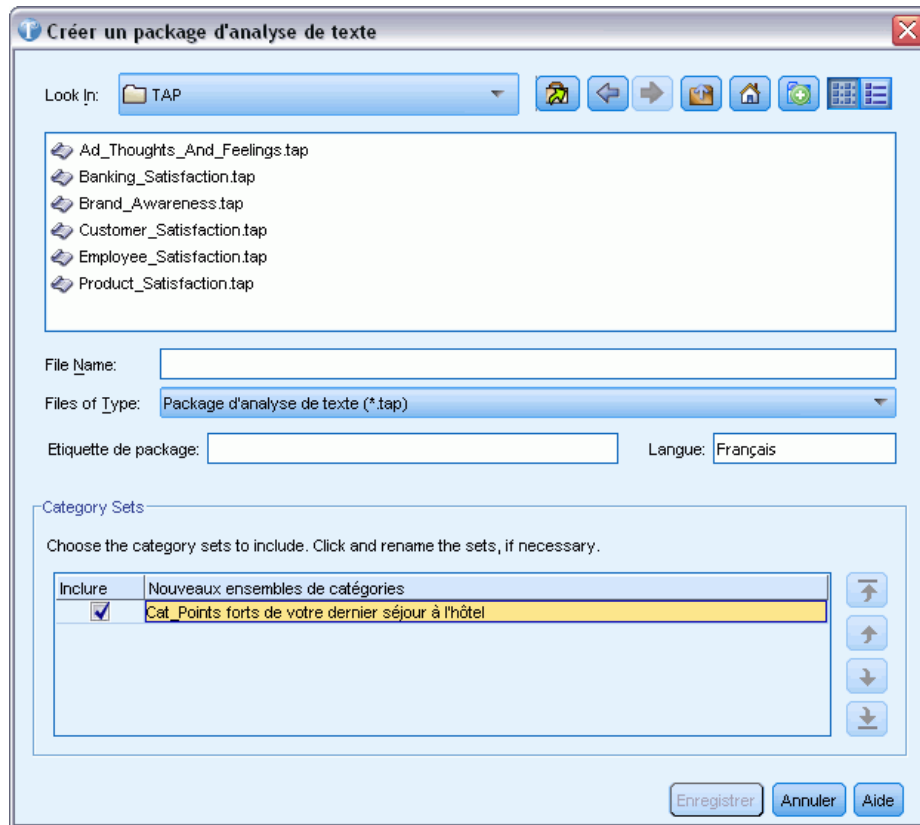 Créer un package d'analyse de texte
Look In: TAP
Ad_Thoughts_And_Feelings.tap
Banking_Satisfaction.tap
Brand_Awareness.tap
Customer_Satisfaction.tap
Employee_Satisfaction.tap
Product_Satisfaction.tap
File Name:
Files of Type: Package d'analyse de texte (*.tap)
Etiquette de package: Langue: Français
Category Sets
Choose the category sets to include. Click and rename the sets, if necessary.
Inclure Nouveaux ensembles de catégories
Cat_Points forts de votre dernier séjour à l'hôtel
Enregistrer Annuler Aide